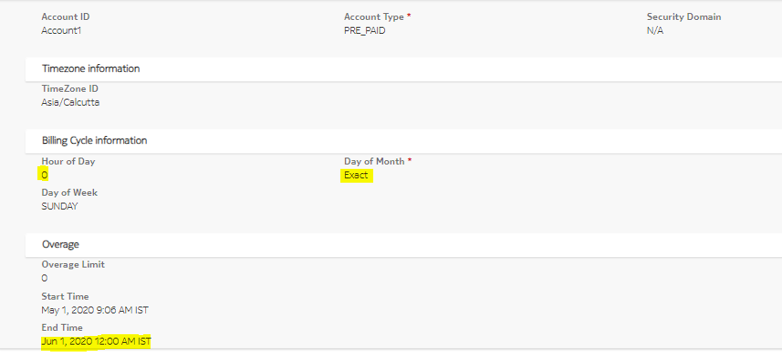 Account ID Account Type * Security Domain
Account1 PRE_PAID N/A
Timezone information
TimeZone ID
Asia/Calcutta
Billing Cycle information
Hour of Day Day of Month *
0 Exact
Day of Week
SUNDAY
Overage
Overage Limit
0
Start Time
May 1, 2020 9:06 AM IST
End Time
Jun 1, 2020 12:00 AM IST